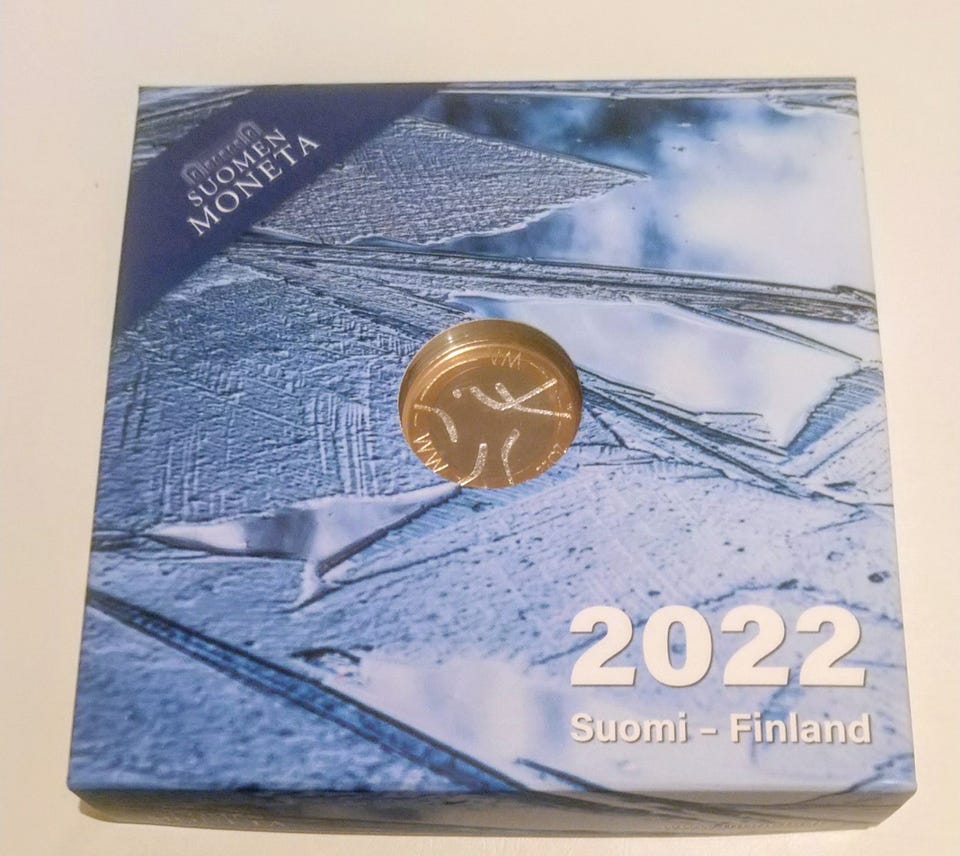 SUOMEN
MONETA
2022
Suomi – Finland